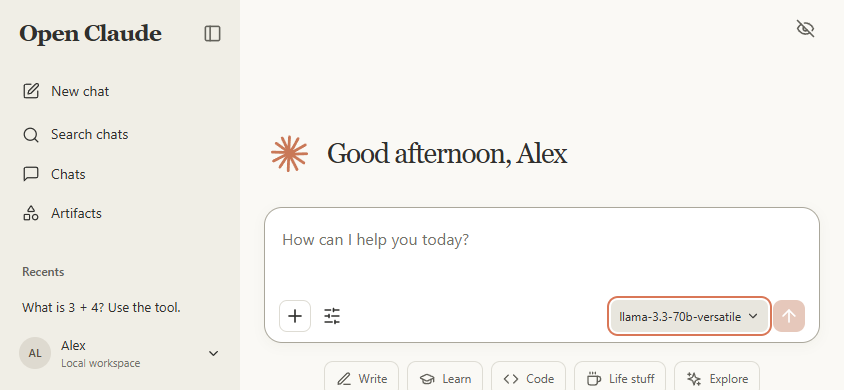 Open Claude
New chat
Search chats
Chats
Artifacts
Recents
What is 3 + 4? Use the tool.
AL
Alex
Local workspace
Good afternoon, Alex
How can I help you today?
llama-3.3-70b-versatile
Write
Learn
Code
Life stuff
Explore